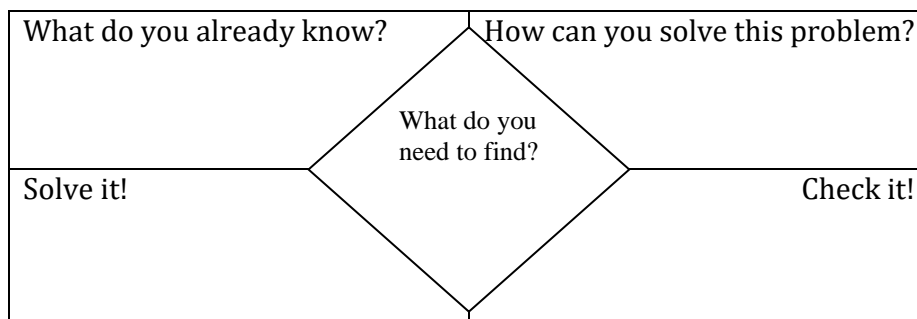 What do you already know?
How can you solve this problem?
What do you
need to find?
Solve it!
Check it!